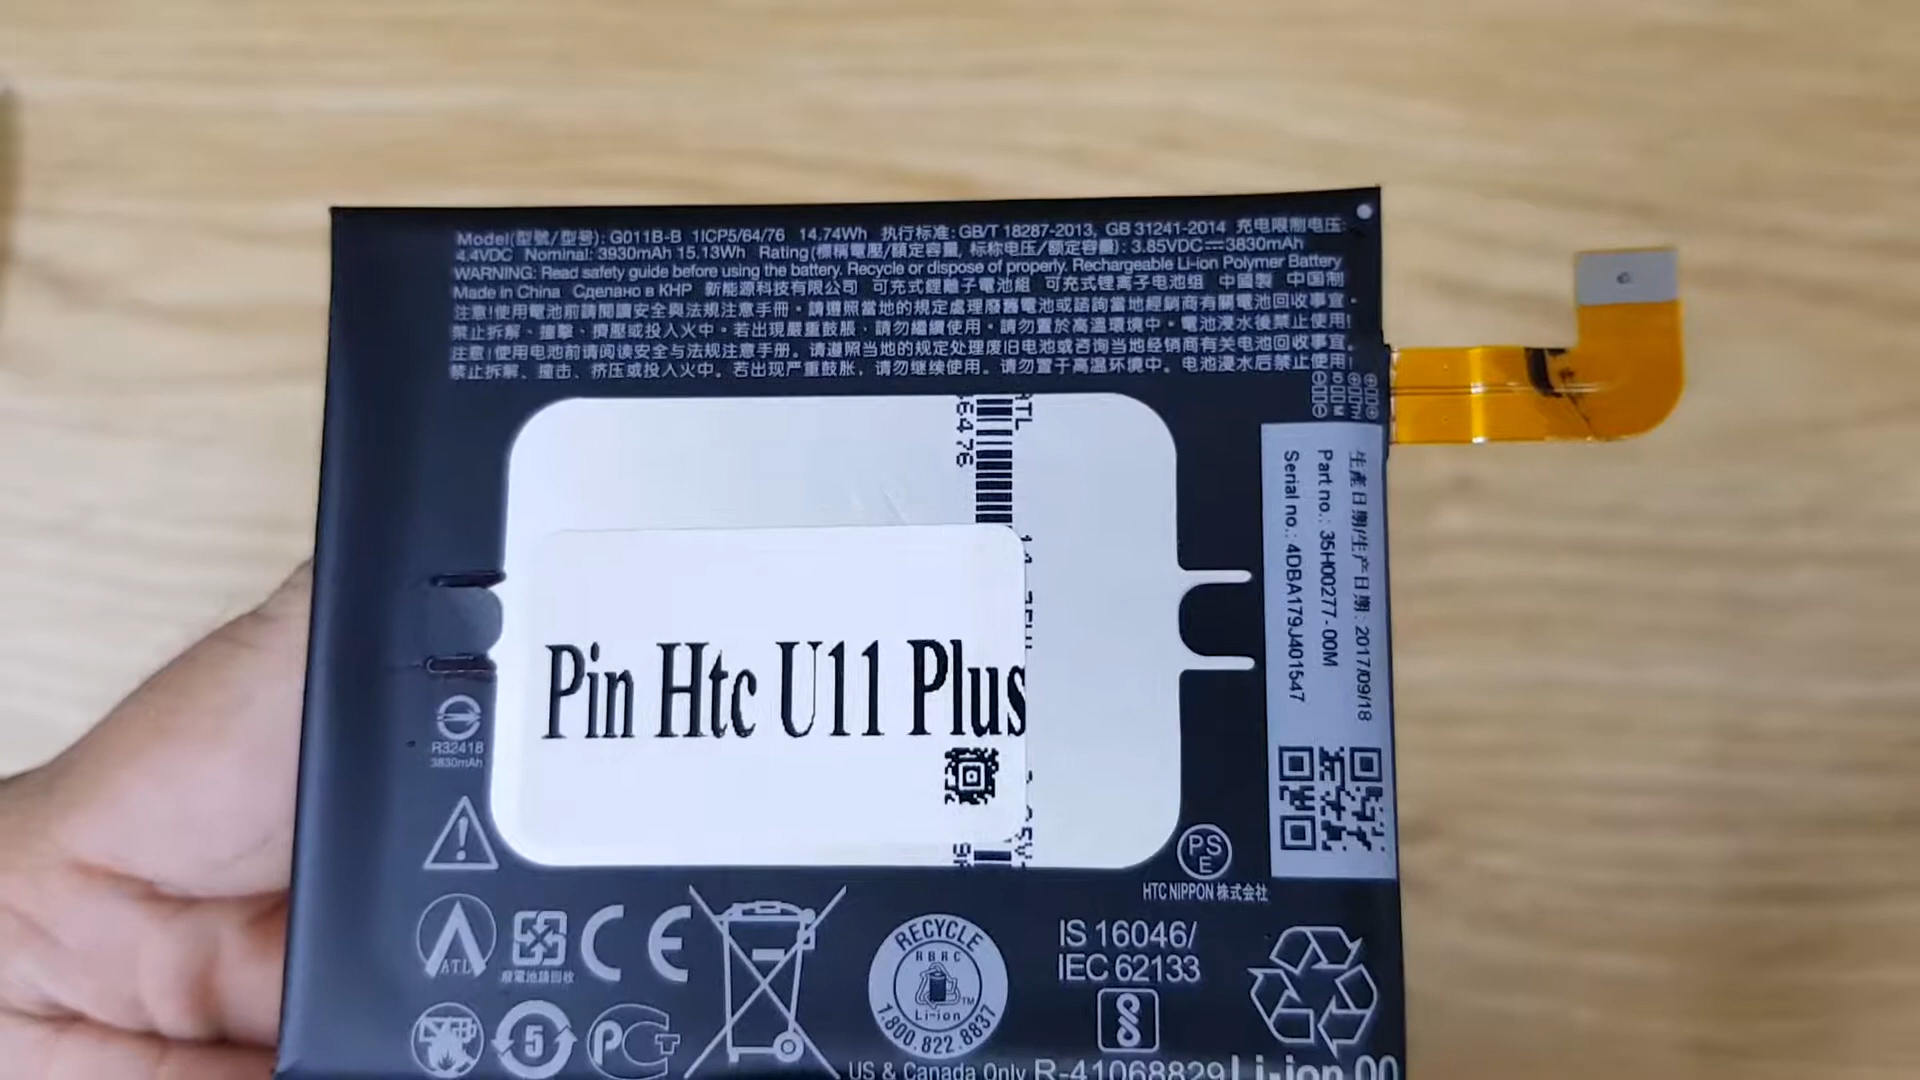 Model(型號/型号): G011B-B 1ICP5/64/76 14.74Wh 执行标准: GB/T 18287-2013, GB 31241-2014 充电限制电压:
4.4VDC Nominal: 3930mAh 15.13Wh Rating(標稱電壓/額定容量, 标称电压/额定容量): 3.85VDC⎓3830mAh
WARNING: Read safety guide before using the battery. Recycle or dispose of properly. Rechargeable Li-ion Polymer Battery
Made in China Сделано в КНР 新能源科技有限公司 可充式鋰離子電池組 可充式锂离子电池组 中國製 中国制
注意!使用電池前請閱讀安全與法規注意手冊。請遵照當地的規定處理廢舊電池或諮詢當地經銷商有關電池回收事宜。
禁止拆解、撞擊、擠壓或投入火中。若出現嚴重鼓脹，請勿繼續使用。請勿置於高溫環境中。電池浸水後禁止使用!
注意!使用电池前请阅读安全与法规注意手册。请遵照当地的规定处理废旧电池或咨询当地经销商有关电池回收事宜。
禁止拆解、撞击、挤压或投入火中。若出现严重鼓胀，请勿继续使用。请勿置于高温环境中。电池浸水后禁止使用!
ATL
66476
Pin Htc U11 Plus
生產日期/生产日期: 2017/09/18
Part no.: 35H00277-00M
Serial no.: 4DBA179J401547
R32418
3830mAh
PS
E
HTC NIPPON 株式会社
ATL
廢電池請回收
CE
RECYCLE
RBRC
TM
Li-ion
1.800.822.8837
IS 16046/
IEC 62133
5
РСТ
US & Canada Only R-41068829 Li-ion 00